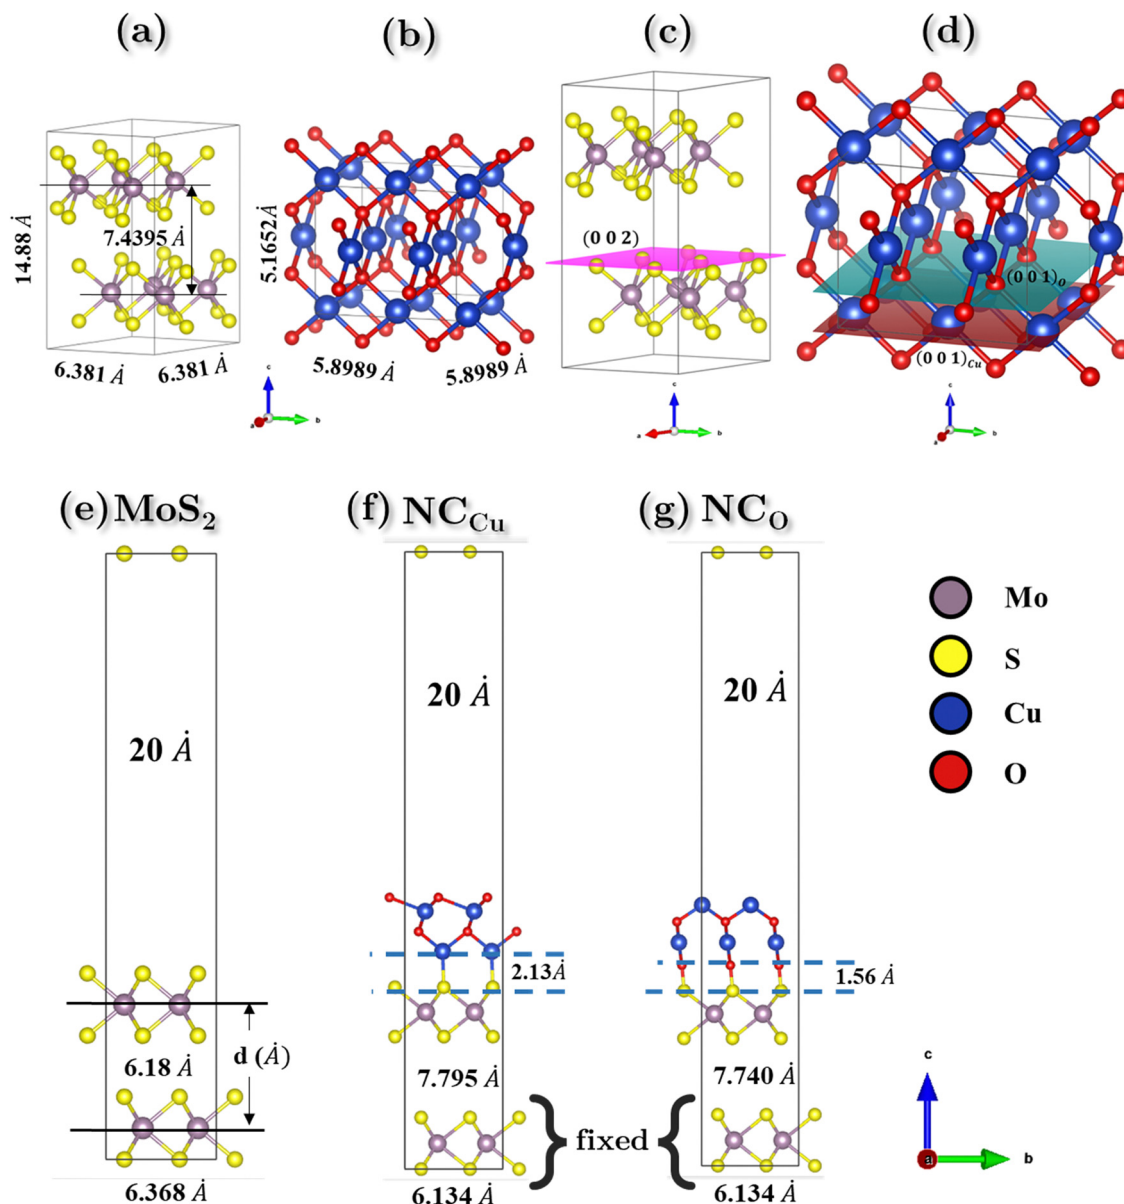 (a)
(b)
(c)
(d)
14.88 Å
7.4395 Å
6.381 Å
6.381 Å
5.1652Å
5.8989 Å
5.8989 Å
(0 0 2)
(0 0 1)O
(0 0 1)Cu
c
a
b
c
a
b
c
a
b
(e) MoS2
(f) NCCu
(g) NCO
20 Å
20 Å
20 Å
Mo
S
Cu
O
2.13Å
1.56 Å
6.18 Å
d (Å)
7.795 Å
7.740 Å
fixed
6.368 Å
6.134 Å
6.134 Å
c
a
b